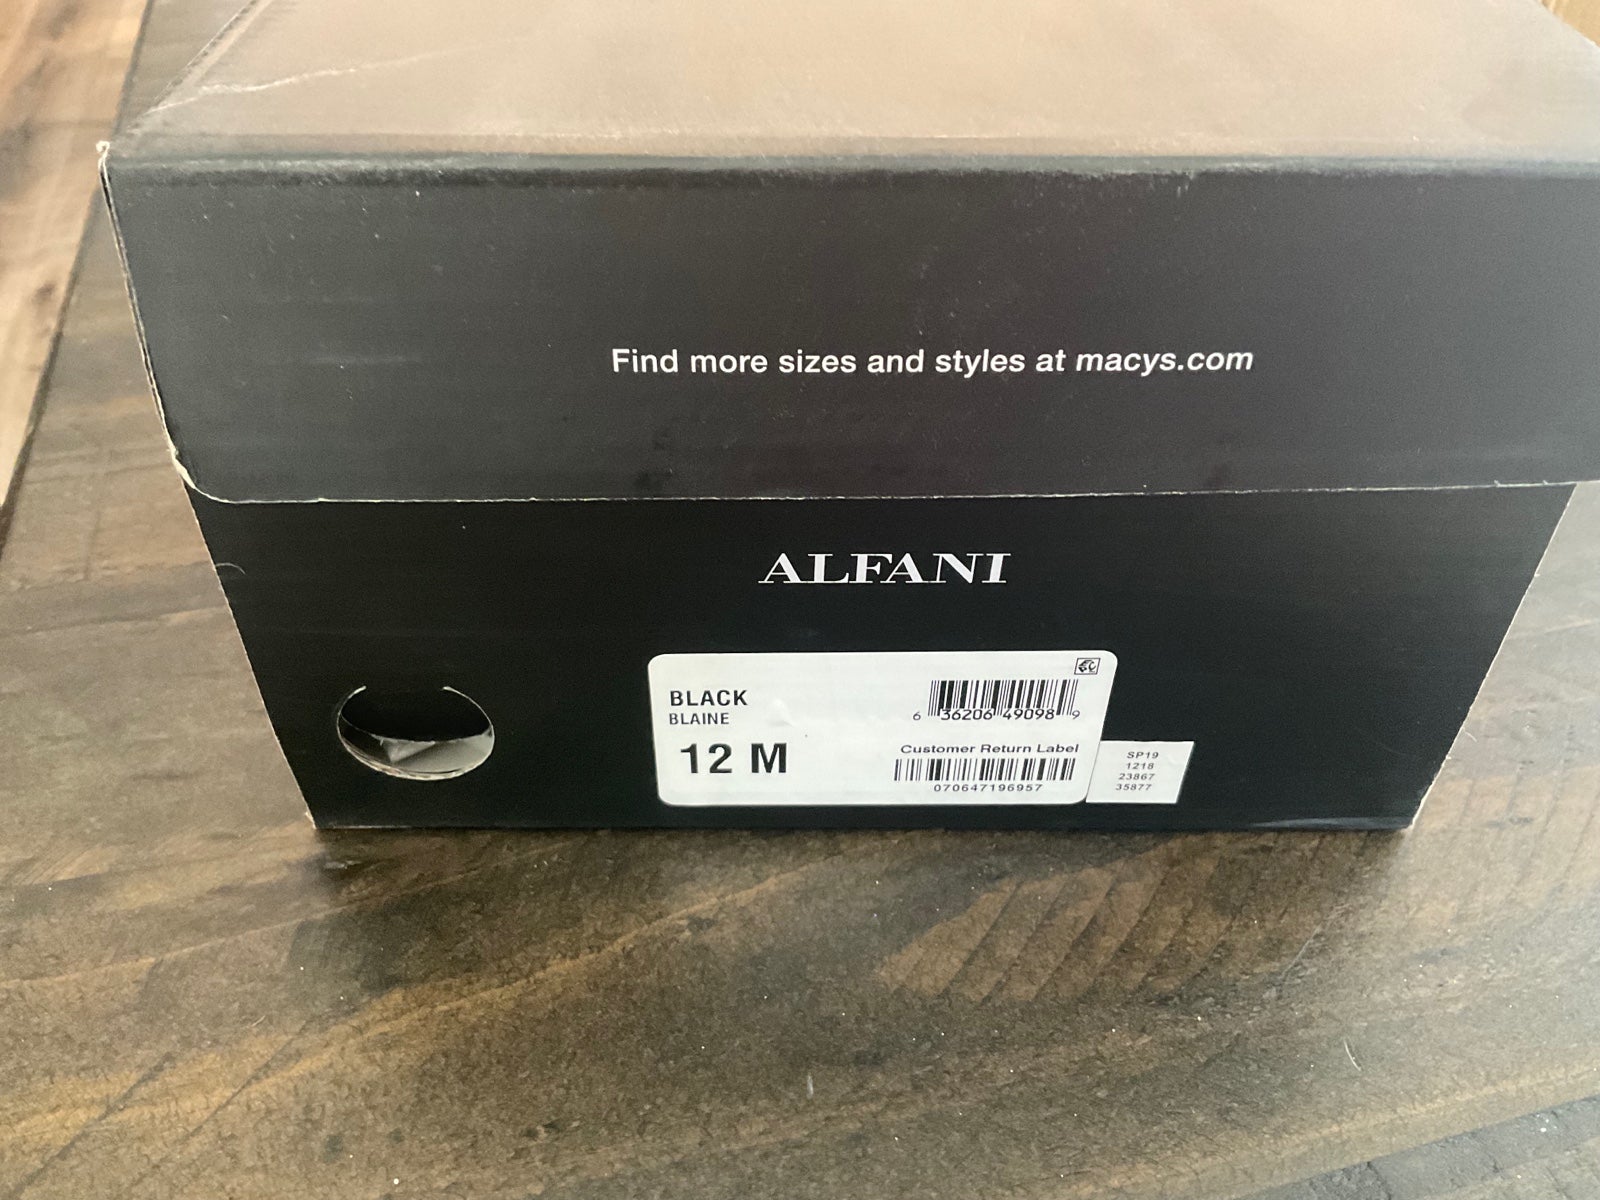 Find more sizes and styles at macys.com
ALFANI
BLACK
BLAINE
12 M
6 36206 49098 9
Customer Return Label
070647196957
SP19
1218
23867
35877